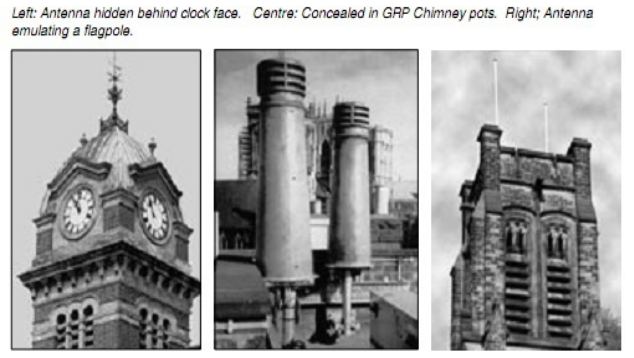 Left: Antenna hidden behind clock face. Centre: Concealed in GRP Chimney pots. Right; Antenna
emulating a flagpole.